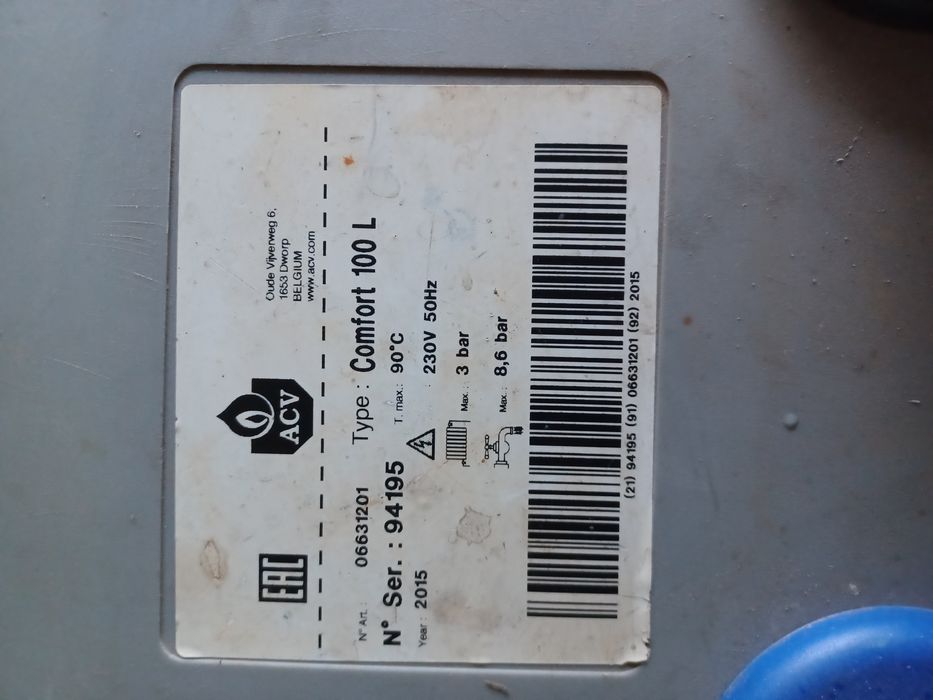 EAC
ACV
Oude Vijverweg 6,
1653 Dworp
BELGIUM
www.acv.com
N° Art.: 06631201 Type : Comfort 100 L
N° Ser. : 94195 T. max.: 90°C
Year : 2015 230V 50Hz
Max. : 3 bar
Max. : 8,6 bar
(21) 94195 (91) 06631201 (92) 2015